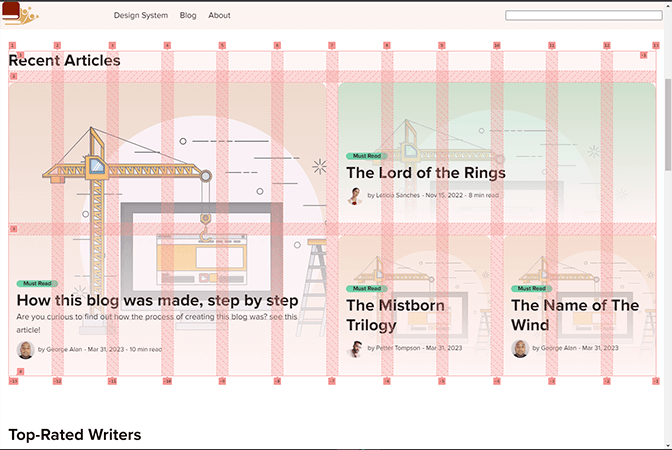 Design System Blog About
Recent Articles
Must Read
How this blog was made, step by step
Are you curious to find out how the process of creating this blog was? see this
article!
by George Alan - Mar 31, 2023 - 10 min read
Must Read
The Lord of the Rings
by Leticia Sanches - Nov 15, 2022 - 8 min read
Must Read
The Mistborn
Trilogy
by Petter Tompson - Mar 31, 2023
Must Read
The Name of The
Wind
by George Alan - Mar 31, 2023
Top-Rated Writers